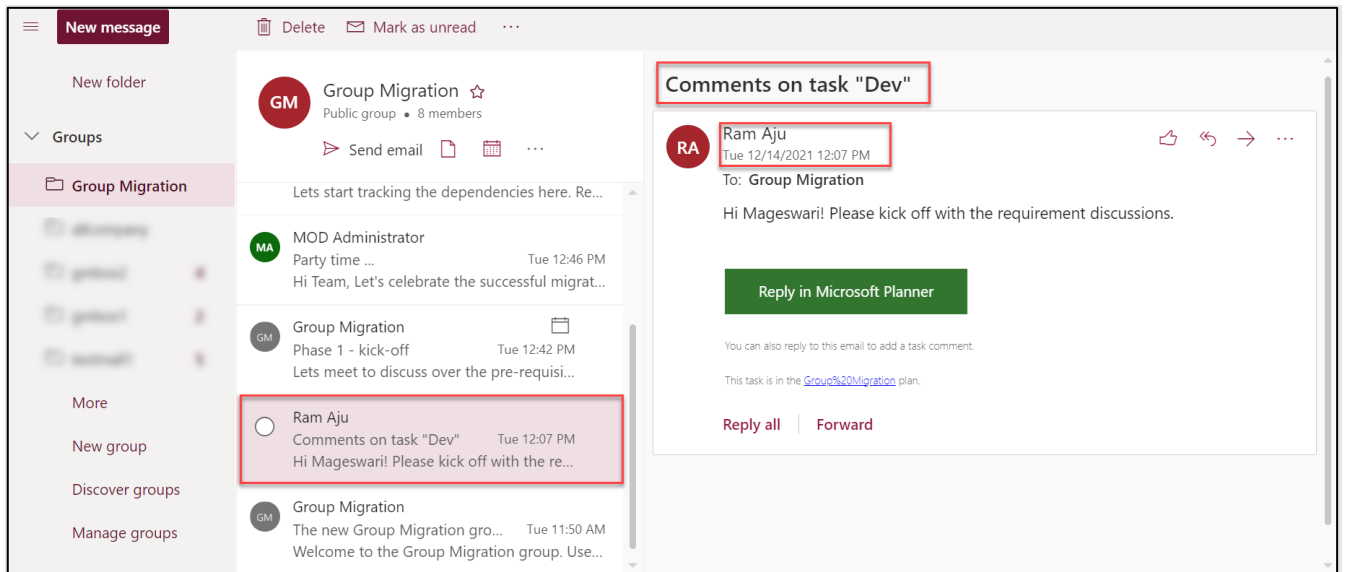 New message
Delete
Mark as unread
New folder
Groups
Group Migration
More
New group
Discover groups
Manage groups
GM
Group Migration
Public group • 8 members
Send email
Lets start tracking the dependencies here. Re...
MA
MOD Administrator
Party time ... Tue 12:46 PM
Hi Team, Let's celebrate the successful migrat...
GM
Group Migration
Phase 1 - kick-off Tue 12:42 PM
Lets meet to discuss over the pre-requisi...
Ram Aju
Comments on task "Dev" Tue 12:07 PM
Hi Mageswari! Please kick off with the re...
GM
Group Migration
The new Group Migration gro... Tue 11:50 AM
Welcome to the Group Migration group. Use...
Comments on task "Dev"
RA
Ram Aju
Tue 12/14/2021 12:07 PM
To: Group Migration
Hi Mageswari! Please kick off with the requirement discussions.
Reply in Microsoft Planner
You can also reply to this email to add a task comment.
This task is in the Group%20Migration plan.
Reply all
Forward